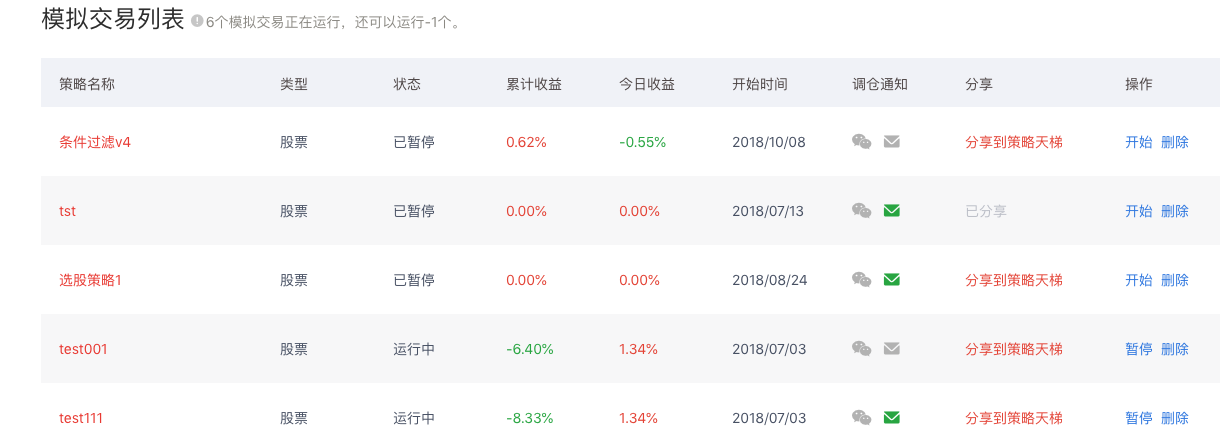 模拟交易列表 6个模拟交易正在运行，还可以运行-1个。
策略名称 类型 状态 累计收益 今日收益 开始时间 调仓通知 分享 操作
条件过滤v4 股票 已暂停 0.62% -0.55% 2018/10/08 分享到策略天梯 开始 删除
tst 股票 已暂停 0.00% 0.00% 2018/07/13 已分享 开始 删除
选股策略1 股票 已暂停 0.00% 0.00% 2018/08/24 分享到策略天梯 开始 删除
test001 股票 运行中 -6.40% 1.34% 2018/07/03 分享到策略天梯 暂停 删除
test111 股票 运行中 -8.33% 1.34% 2018/07/03 分享到策略天梯 暂停 删除